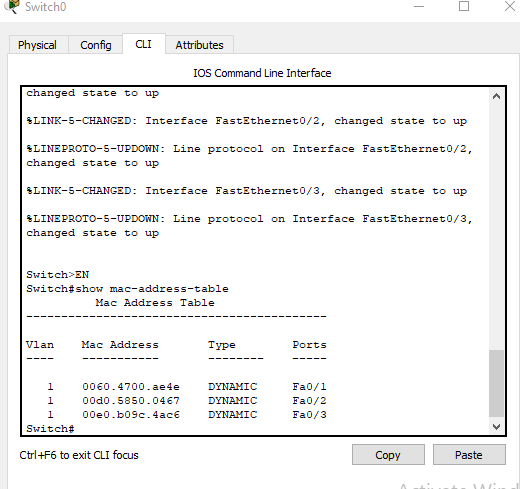 Switch0
Physical Config CLI Attributes
IOS Command Line Interface
changed state to up
%LINK-5-CHANGED: Interface FastEthernet0/2, changed state to up
%LINEPROTO-5-UPDOWN: Line protocol on Interface FastEthernet0/2,
changed state to up
%LINK-5-CHANGED: Interface FastEthernet0/3, changed state to up
%LINEPROTO-5-UPDOWN: Line protocol on Interface FastEthernet0/3,
changed state to up
Switch>EN
Switch#show mac-address-table
Mac Address Table
-------------------------------------------
Vlan Mac Address Type Ports
---- ----------- -------- -----
1 0060.4700.ae4e DYNAMIC Fa0/1
1 00d0.5850.0467 DYNAMIC Fa0/2
1 00e0.b09c.4ac6 DYNAMIC Fa0/3
Switch#
Ctrl+F6 to exit CLI focus Copy Paste